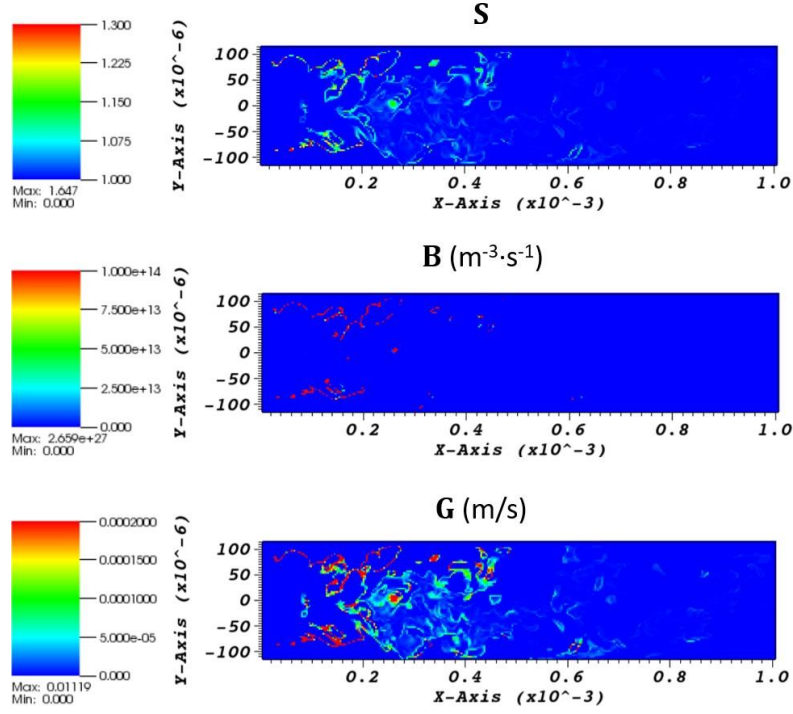 S
1.300
1.225
1.150
1.075
1.000
Max: 1.647
Min: 0.000
Y-Axis (x10^-6)
100
50
0
-50
-100
0.2 0.4 0.6 0.8 1.0
X-Axis (x10^-3)
B (m-3·s-1)
1.000e+14
7.500e+13
5.000e+13
2.500e+13
0.000
Max: 2.659e+27
Min: 0.000
Y-Axis (x10^-6)
100
50
0
-50
-100
0.2 0.4 0.6 0.8 1.0
X-Axis (x10^-3)
G (m/s)
0.0002000
0.0001500
0.0001000
5.000e-05
0.000
Max: 0.01119
Min: 0.000
Y-Axis (x10^-6)
100
50
0
-50
-100
0.2 0.4 0.6 0.8 1.0
X-Axis (x10^-3)